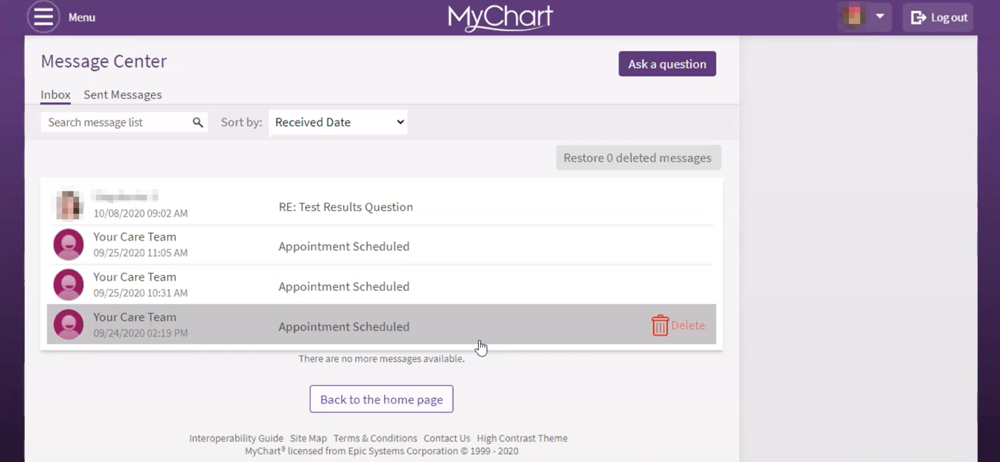 Menu
MyChart
Log out
Message Center
Ask a question
Inbox Sent Messages
Search message list
Sort by: Received Date
Restore 0 deleted messages
10/08/2020 09:02 AM
RE: Test Results Question
Your Care Team
09/25/2020 11:05 AM
Appointment Scheduled
Your Care Team
09/25/2020 10:31 AM
Appointment Scheduled
Your Care Team
09/24/2020 02:19 PM
Appointment Scheduled
Delete
There are no more messages available.
Back to the home page
Interoperability Guide Site Map Terms & Conditions Contact Us High Contrast Theme
MyChart® licensed from Epic Systems Corporation © 1999 - 2020